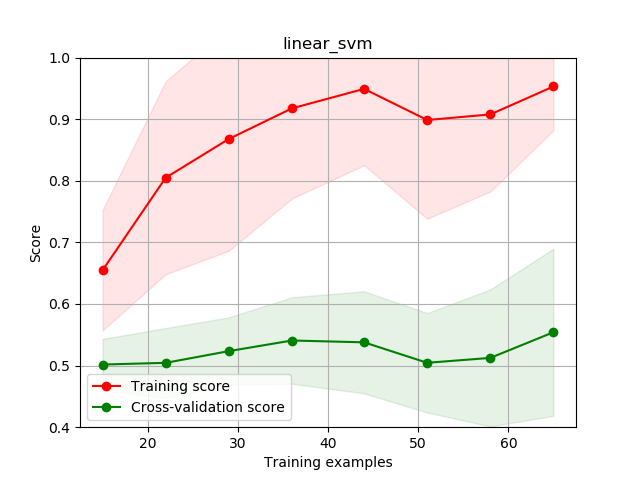 linear_svm
1.0
0.9
0.8
0.7
0.6
0.5
0.4
Score
Training score
Cross-validation score
20 30 40 50 60
Training examples